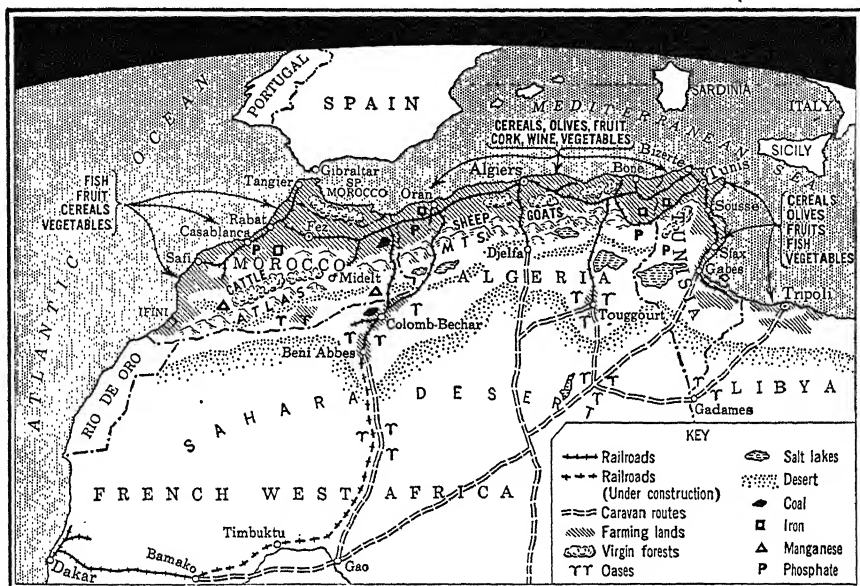 PORTUGAL
SPAIN
SARDINIA
ITALY
SICILY
MEDITERRANEAN SEA
ATLANTIC OCEAN
CEREALS, OLIVES, FRUIT
CORK, WINE, VEGETABLES
FISH
FRUIT
CEREALS
VEGETABLES
CEREALS
OLIVES
FRUITS
FISH
VEGETABLES
Gibraltar
Tangier
SP.
MOROCCO
Oran
Algiers
Bone
Bizerte
Tunis
Sousse
Sfax
Gabes
Tripoli
Rabat
Casablanca
Fez
Safi
P
P
P
P
MOROCCO
CATTLE
SHEEP
GOATS
ATLAS
MTS
Midelt
Djelfa
ALGERIA
TUNISIA
IFINI
Colomb-Bechar
Beni Abbes
Touggourt
RIO DE ORO
SAHARA DESERT
LIBYA
Gadames
FRENCH WEST AFRICA
Timbuktu
Bamako
Gao
Dakar
KEY
Railroads
Railroads
(Under construction)
Caravan routes
Farming lands
Virgin forests
Oases
Salt lakes
Desert
Coal
Iron
Manganese
P Phosphate